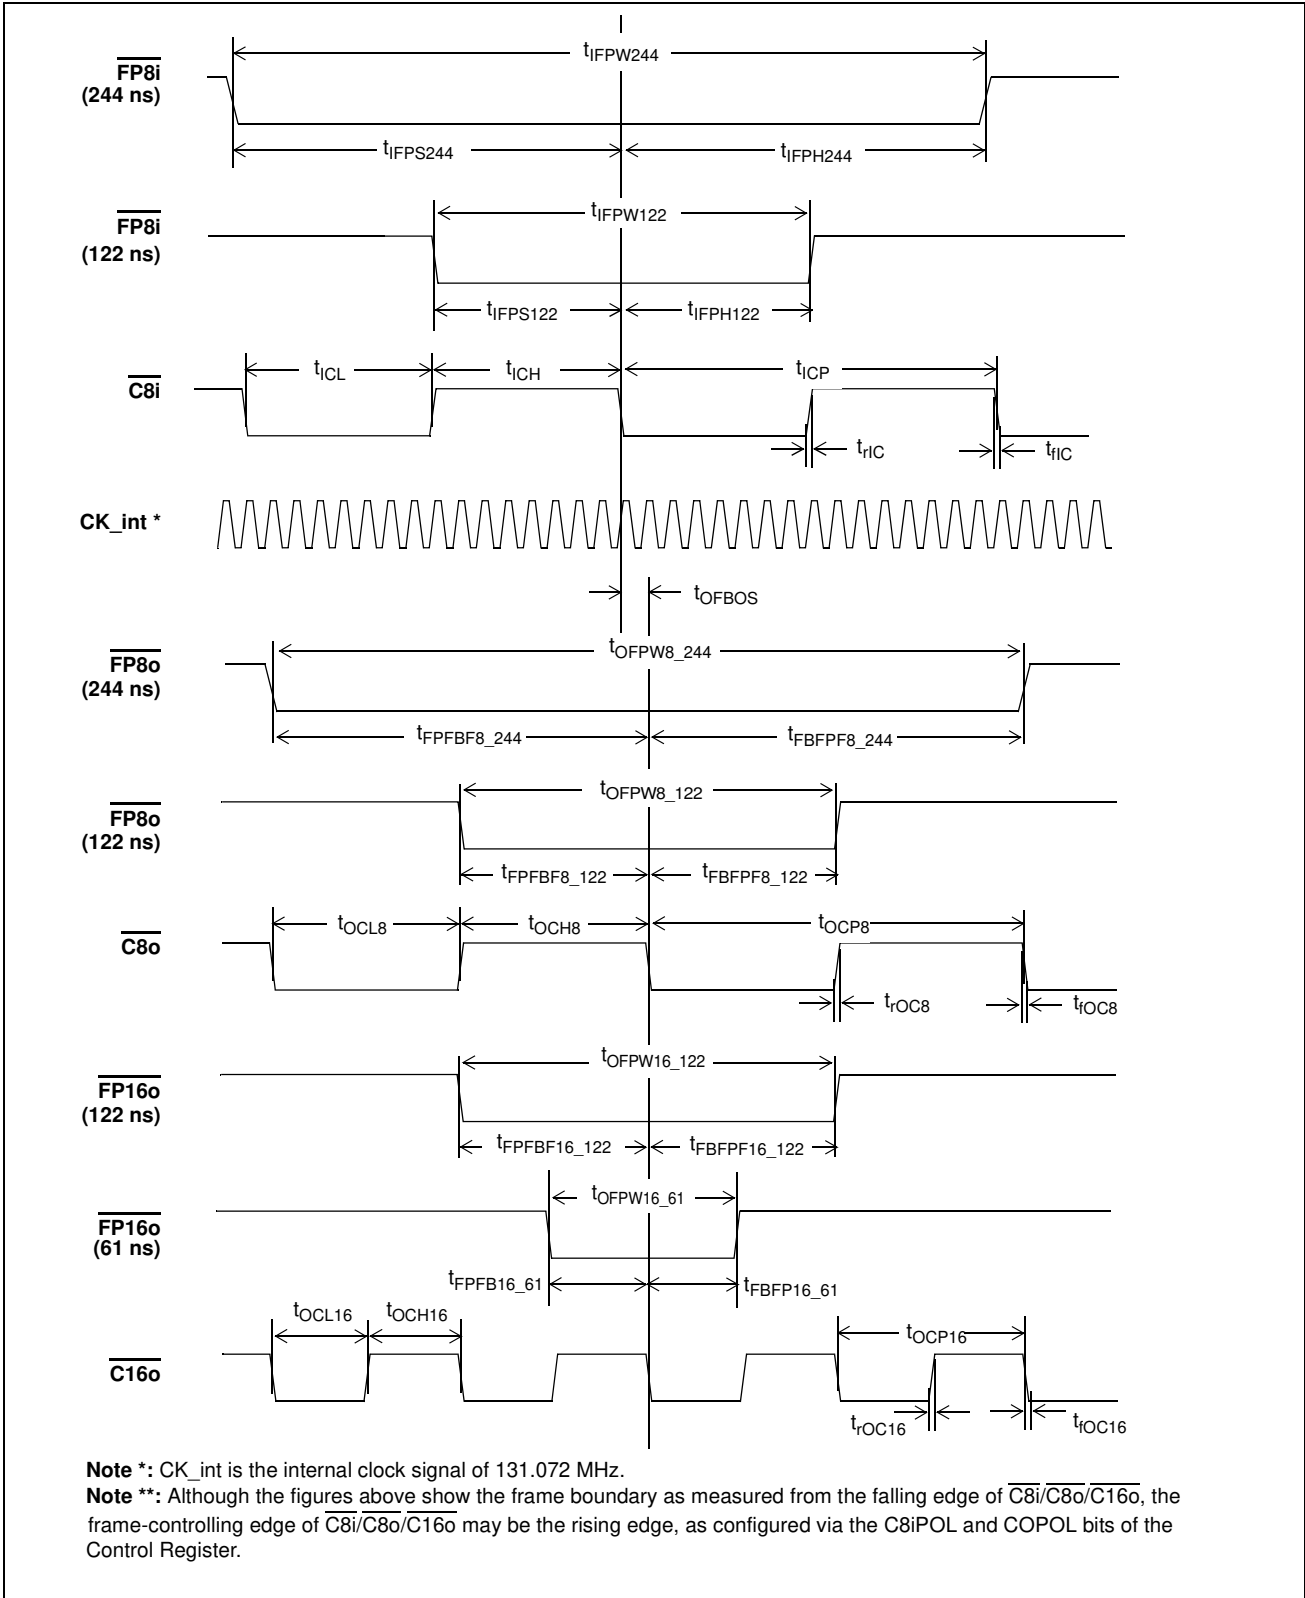 tIFPW244
FP8i
(244 ns)
tIFPS244 tIFPH244
tIFPW122
FP8i
(122 ns)
tIFPS122 tIFPH122
tICL tICH tICP
C8i
trIC tfIC
CK_int *
tOFBOS
tOFPW8_244
FP8o
(244 ns)
tFPFBF8_244 tFBFPF8_244
tOFPW8_122
FP8o
(122 ns)
tFPFBF8_122 tFBFPF8_122
tOCL8 tOCH8 tOCP8
C8o
trOC8 tfOC8
tOFPW16_122
FP16o
(122 ns)
tFPFBF16_122 tFBFPF16_122
tOFPW16_61
FP16o
(61 ns)
tFPFB16_61 tFBFP16_61
tOCL16 tOCH16 tOCP16
C16o
trOC16 tfOC16
Note *: CK_int is the internal clock signal of 131.072 MHz.
Note **: Although the figures above show the frame boundary as measured from the falling edge of C8i/C8o/C16o, the
frame-controlling edge of C8i/C8o/C16o may be the rising edge, as configured via the C8iPOL and COPOL bits of the
Control Register.